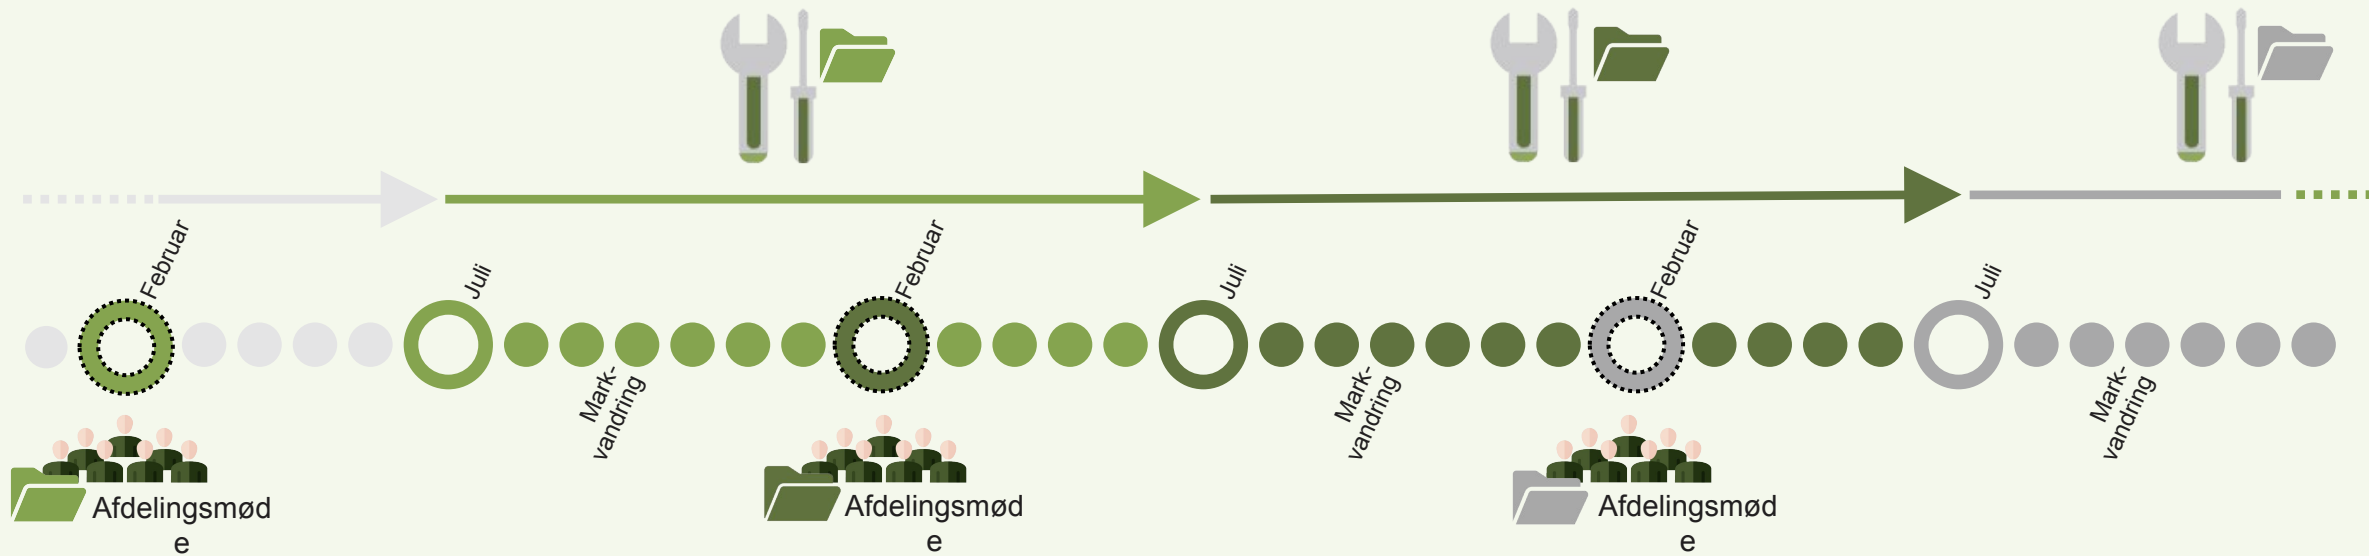 Februar
Juli
Februar
Juli
Februar
Juli
Mark-
vandring
Mark-
vandring
Mark-
vandring
Afdelingsmød
e
Afdelingsmød
e
Afdelingsmød
e